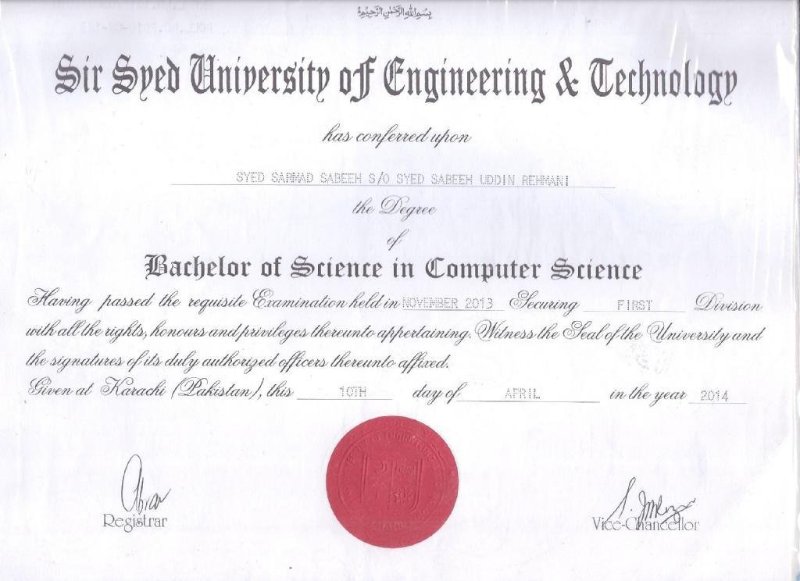 بسم الله الرحمن الرحيم
Sir Syed University of Engineering & Technology
has conferred upon
SYED SARMAD SABEEH S/O SYED SABEEH UDDIN REHMANI
the Degree
of
Bachelor of Science in Computer Science
Having passed the requisite Examination held in NOVEMBER 2013 Securing FIRST Division
with all the rights, honours and privileges thereunto appertaining. Witness the Seal of the University and
the signatures of its duly authorized officers thereunto affixed.
Given at Karachi (Pakistan), this 10TH day of APRIL in the year 2014
Registrar
Vice-Chancellor